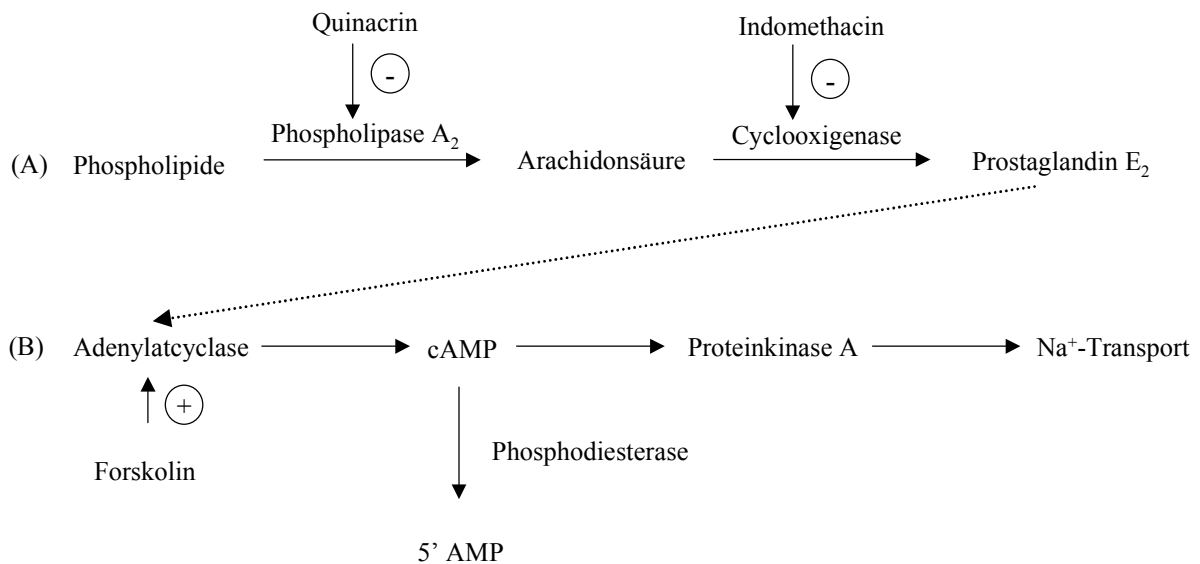 Quinacrin
Indomethacin
-
-
Phospholipase A₂
Cyclooxigenase
(A) Phospholipide
Arachidonsäure
Prostaglandin E₂
(B) Adenylatcyclase
cAMP
Proteinkinase A
Na⁺-Transport
+
Forskolin
Phosphodiesterase
5’ AMP